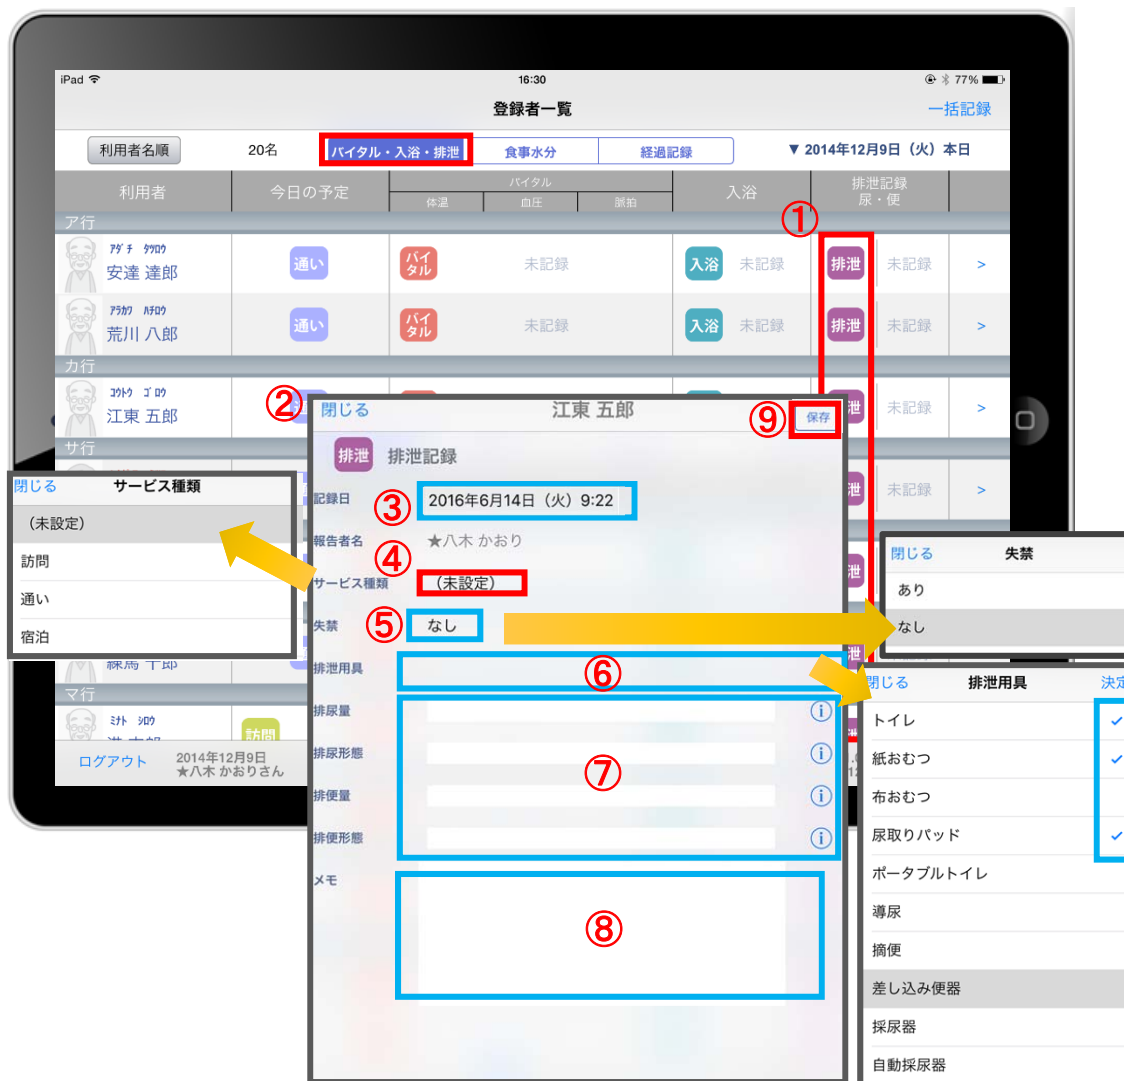 iPad 16:30 77%
登録者一覧 一括記録
利用者名順 20名 バイタル・入浴・排泄 食事水分 経過記録 ▼ 2014年12月9日（火）本日
利用者 今日の予定 バイタル 入浴 排泄記録
体温 血圧 脈拍 尿・便
①
ア行
ｱﾀﾞﾁ ﾀﾂﾛｳ
安達 達郎 通い バイタル 未記録 入浴 未記録 排泄 未記録 >
ｱﾗｶﾜ ﾊﾁﾛｳ
荒川 八郎 通い バイタル 未記録 入浴 未記録 排泄 未記録 >
カ行
ｺｳﾄｳ ｺﾞﾛｳ
江東 五郎 未記録 >
サ行
未記録 >
練馬 十郎
マ行
ﾐﾅﾄ ｼﾛｳ
訪問
ログアウト 2014年12月9日
★八木 かおりさん
②
閉じる 江東 五郎 ⑨ 保存
排泄 排泄記録
記録日 ③ 2016年6月14日（火）9:22
報告者名 ★八木 かおり
④
サービス種類 （未設定）
失禁 ⑤ なし
排泄用具 ⑥
排尿量
排尿形態
⑦
排便量
排便形態
メモ
⑧
閉じる サービス種類
（未設定）
訪問
通い
宿泊
閉じる 失禁
あり
なし
閉じる 排泄用具 決定
トイレ ✓
紙おむつ ✓
布おむつ
尿取りパッド ✓
ポータブルトイレ
導尿
摘便
差し込み便器
採尿器
自動採尿器